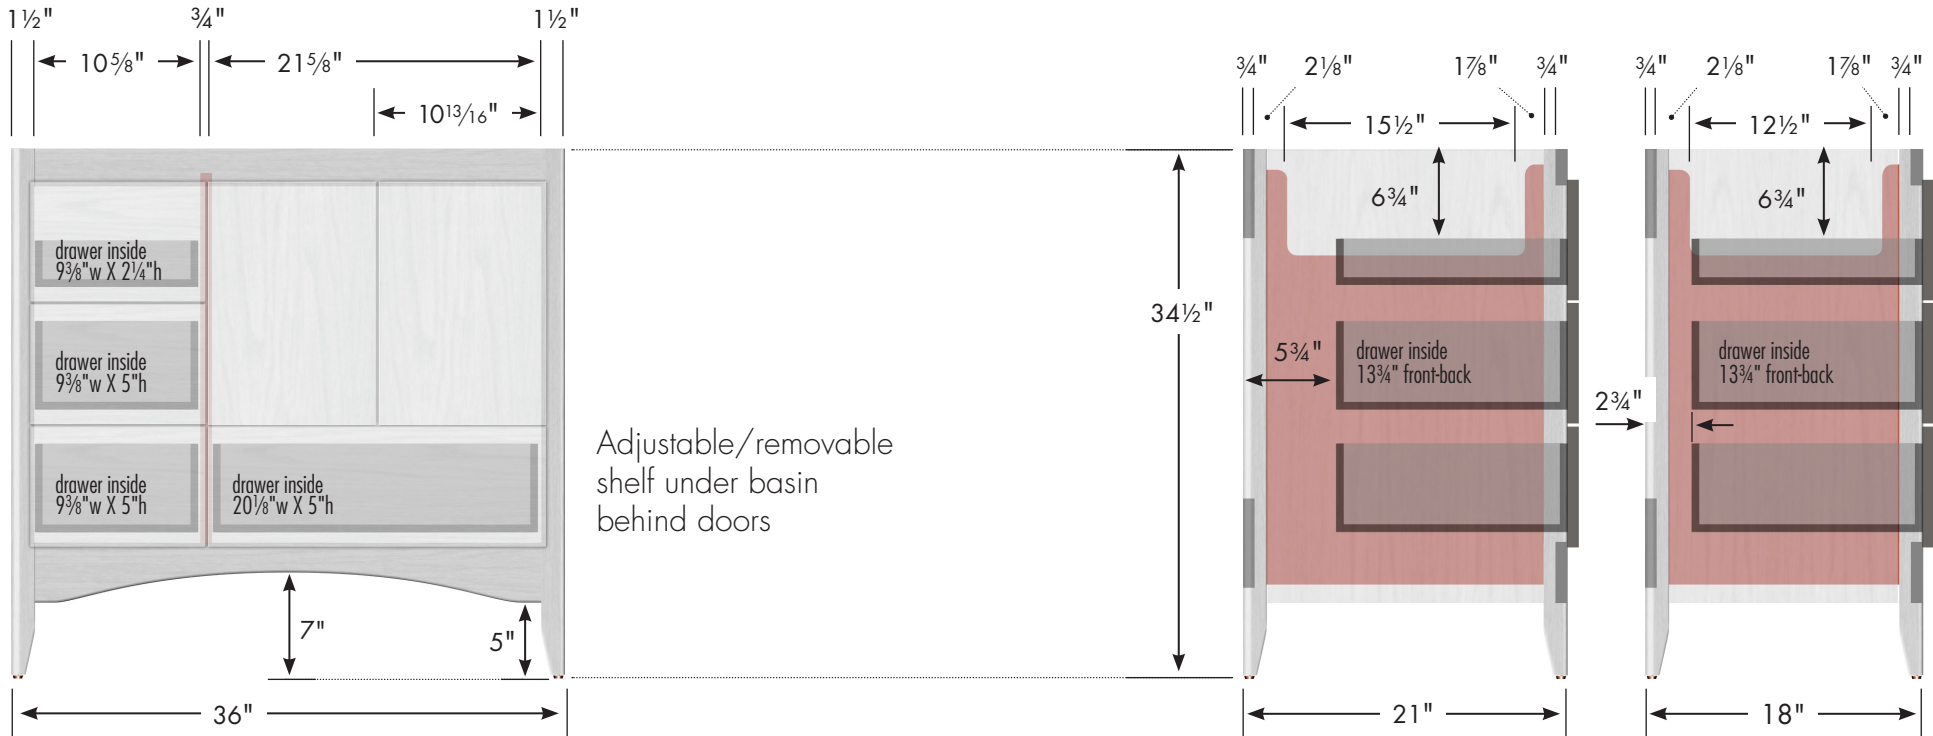 1½" ¾" 1½"
10⅝" 21⅝"
10¹³⁄₁₆"
drawer inside
9⅜"w X 2¼"h
drawer inside
9⅜"w X 5"h
drawer inside
9⅜"w X 5"h
drawer inside
20⅛"w X 5"h
7"
5"
36"
Adjustable/removable
shelf under basin
behind doors
34½"
¾" 2⅛" 1⅞" ¾"
15½"
6¾"
5¾"
drawer inside
13¾" front-back
21"
¾" 2⅛" 1⅞" ¾"
12½"
6¾"
drawer inside
13¾" front-back
2¾"
18"